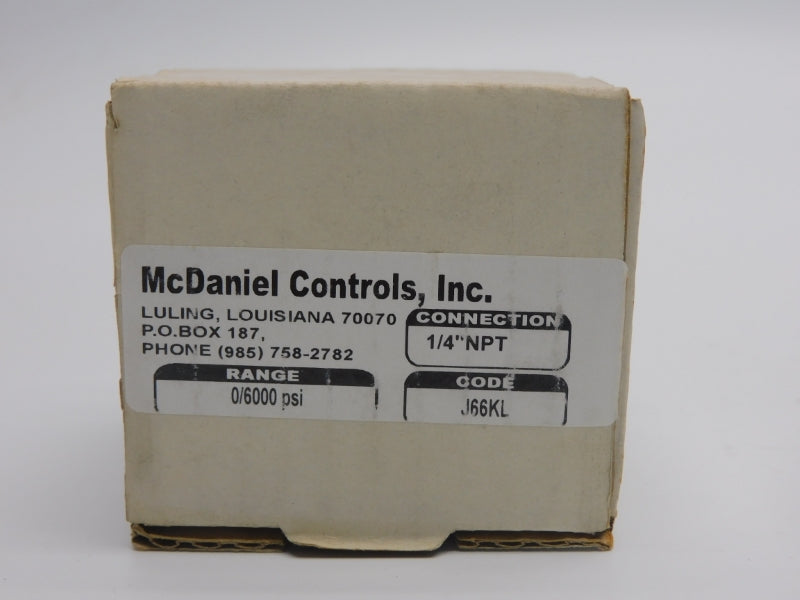 McDaniel Controls, Inc.
LULING, LOUISIANA 70070
P.O.BOX 187,
PHONE (985) 758-2782
CONNECTION
1/4"NPT
RANGE
0/6000 psi
CODE
J66KL